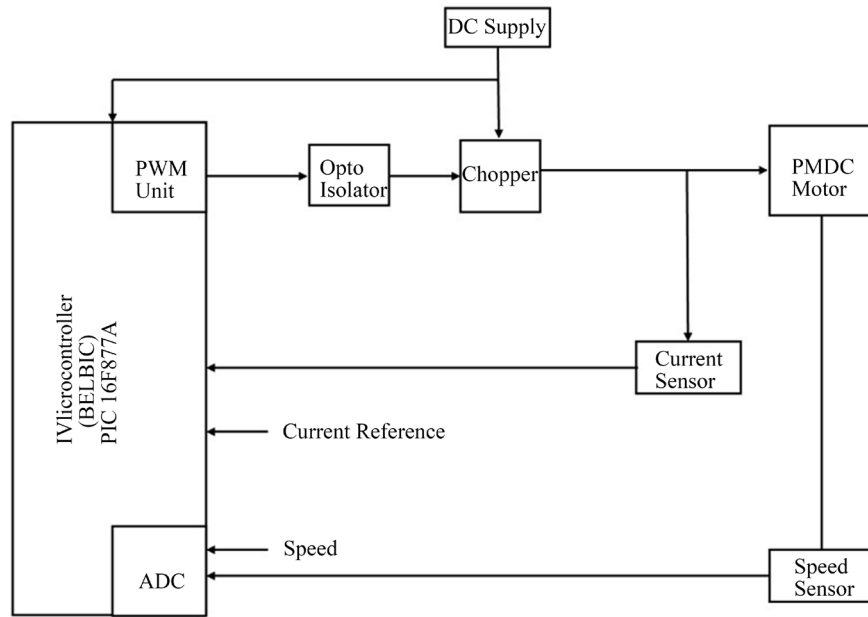 DC Supply
PWM
Unit
Opto
Isolator
Chopper
PMDC
Motor
IVlicrocontroller
(BELBIC)
PIC 16F877A
Current
Sensor
Current Reference
Speed
ADC
Speed
Sensor